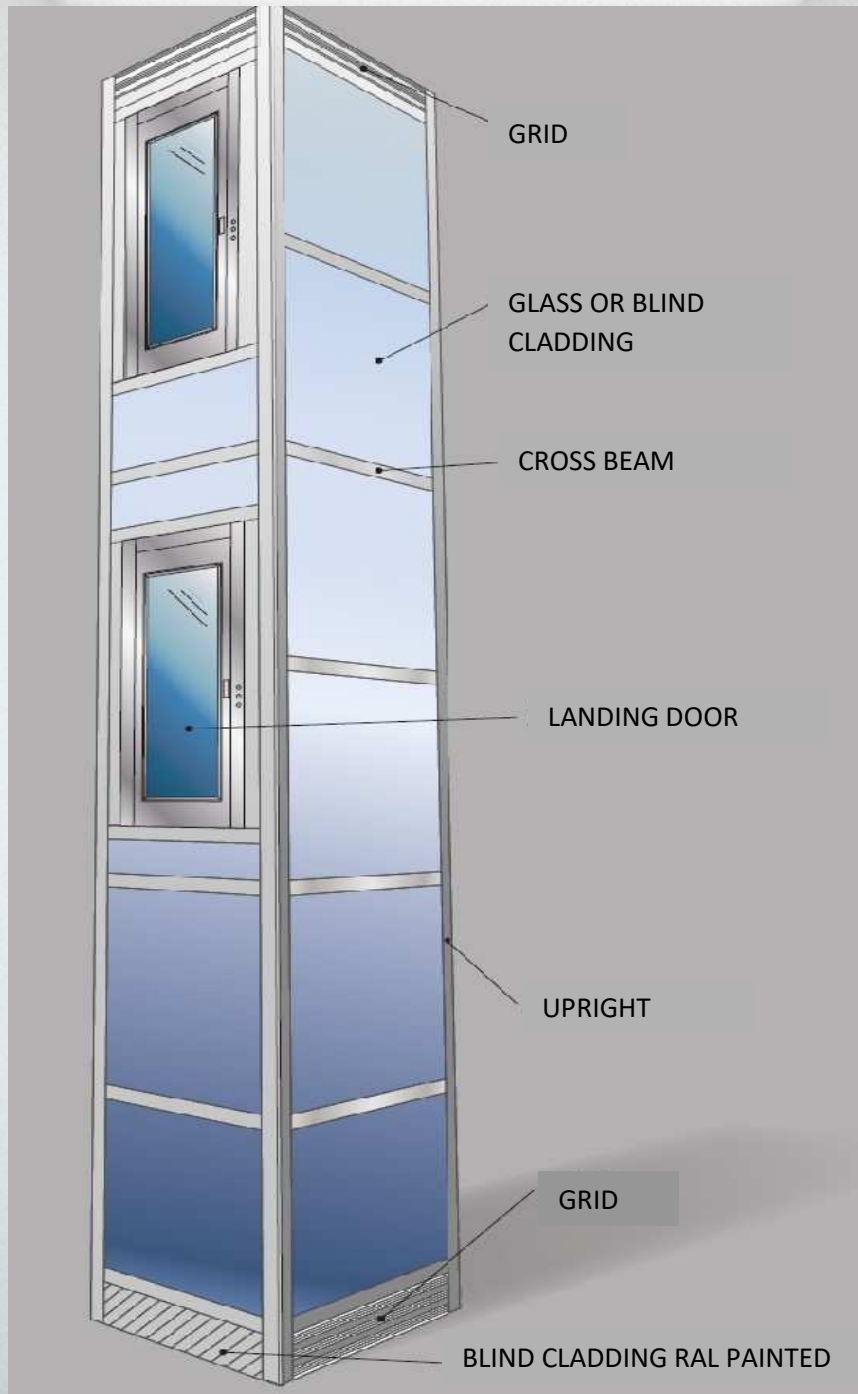 GRID
GLASS OR BLIND
CLADDING
CROSS BEAM
LANDING DOOR
UPRIGHT
GRID
BLIND CLADDING RAL PAINTED